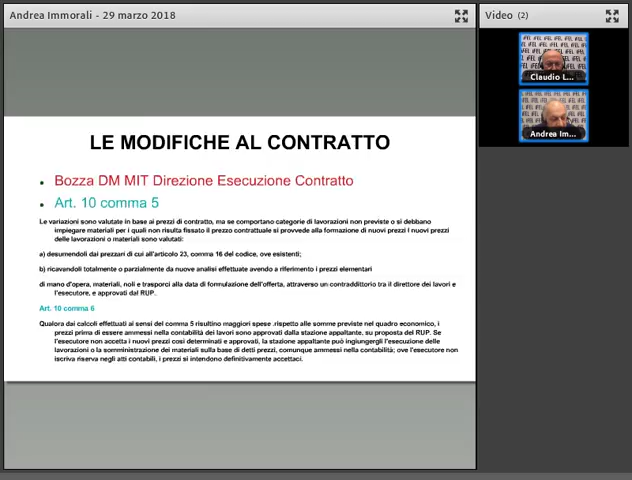 Andrea Immorali - 29 marzo 2018
Video (2)
iFEL iFEL iFEL
Claudio L...
iFEL iFEL iFEL
Andrea Im...
LE MODIFICHE AL CONTRATTO
• Bozza DM MIT Direzione Esecuzione Contratto
• Art. 10 comma 5
Le variazioni sono valutate in base ai prezzi di contratto, ma se comportano categorie di lavorazioni non previste o si debbano
impiegare materiali per i quali non risulta fissato il prezzo contrattuale si provvede alla formazione di nuovi prezzi I nuovi prezzi
delle lavorazioni o materiali sono valutati:
a) desumendoli dai prezzari di cui all'articolo 23, comma 16 del codice, ove esistenti;
b) ricavandoli totalmente o parzialmente da nuove analisi effettuate avendo a riferimento i prezzi elementari
di mano d'opera, materiali, noli e trasporci alla data di formulazione dell'offerta, attraverso un contraddittorio tra il direttore dei lavori e
l'esecutore, e approvati dal RUP.
Art. 10 comma 6
Qualora dai calcoli effettuati ai sensi del comma 5 risultino maggiori spese .rispetto alle somme previste nel quadro economico, i
prezzi prima di essere ammessi nella contabilità dei lavori sono approvati dalla stazione appaltante, su proposta del RUP. Se
l'esecutore non accetta i nuovi prezzi così determinati e approvati, la stazione appaltante può ingiungergli l'esecuzione delle
lavorazioni o la somministrazione dei materiali sulla base di detti prezzi, comunque ammessi nella contabilità; ove l'esecutore non
iscriva riserva negli atti contabili, i prezzi si intendono definitivamente accettaci.